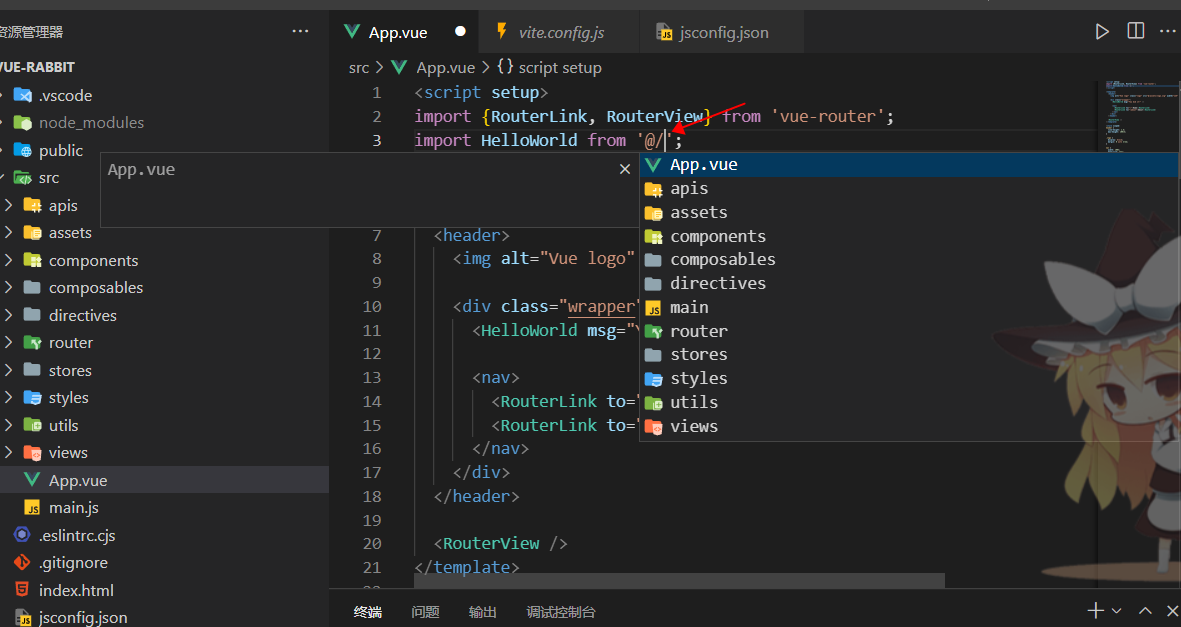 资源管理器
···
App.vue
vite.config.js
jsconfig.json
···
VUE-RABBIT
.vscode
node_modules
public
src
apis
assets
components
composables
directives
router
stores
styles
utils
views
App.vue
main.js
.eslintrc.cjs
.gitignore
index.html
jsconfig.json
src > App.vue > {} script setup
1 <script setup>
2 import {RouterLink, RouterView} from 'vue-router';
3 import HelloWorld from '@/';
App.vue
App.vue
apis
assets
components
composables
directives
main
router
stores
styles
utils
views
7 <header>
8 <img alt="Vue logo"
9
10 <div class="wrapper"
11 <HelloWorld msg="
12
13 <nav>
14 <RouterLink to="
15 <RouterLink to="
16 </nav>
17 </div>
18 </header>
19
20 <RouterView />
21 </template>
终端 问题 输出 调试控制台